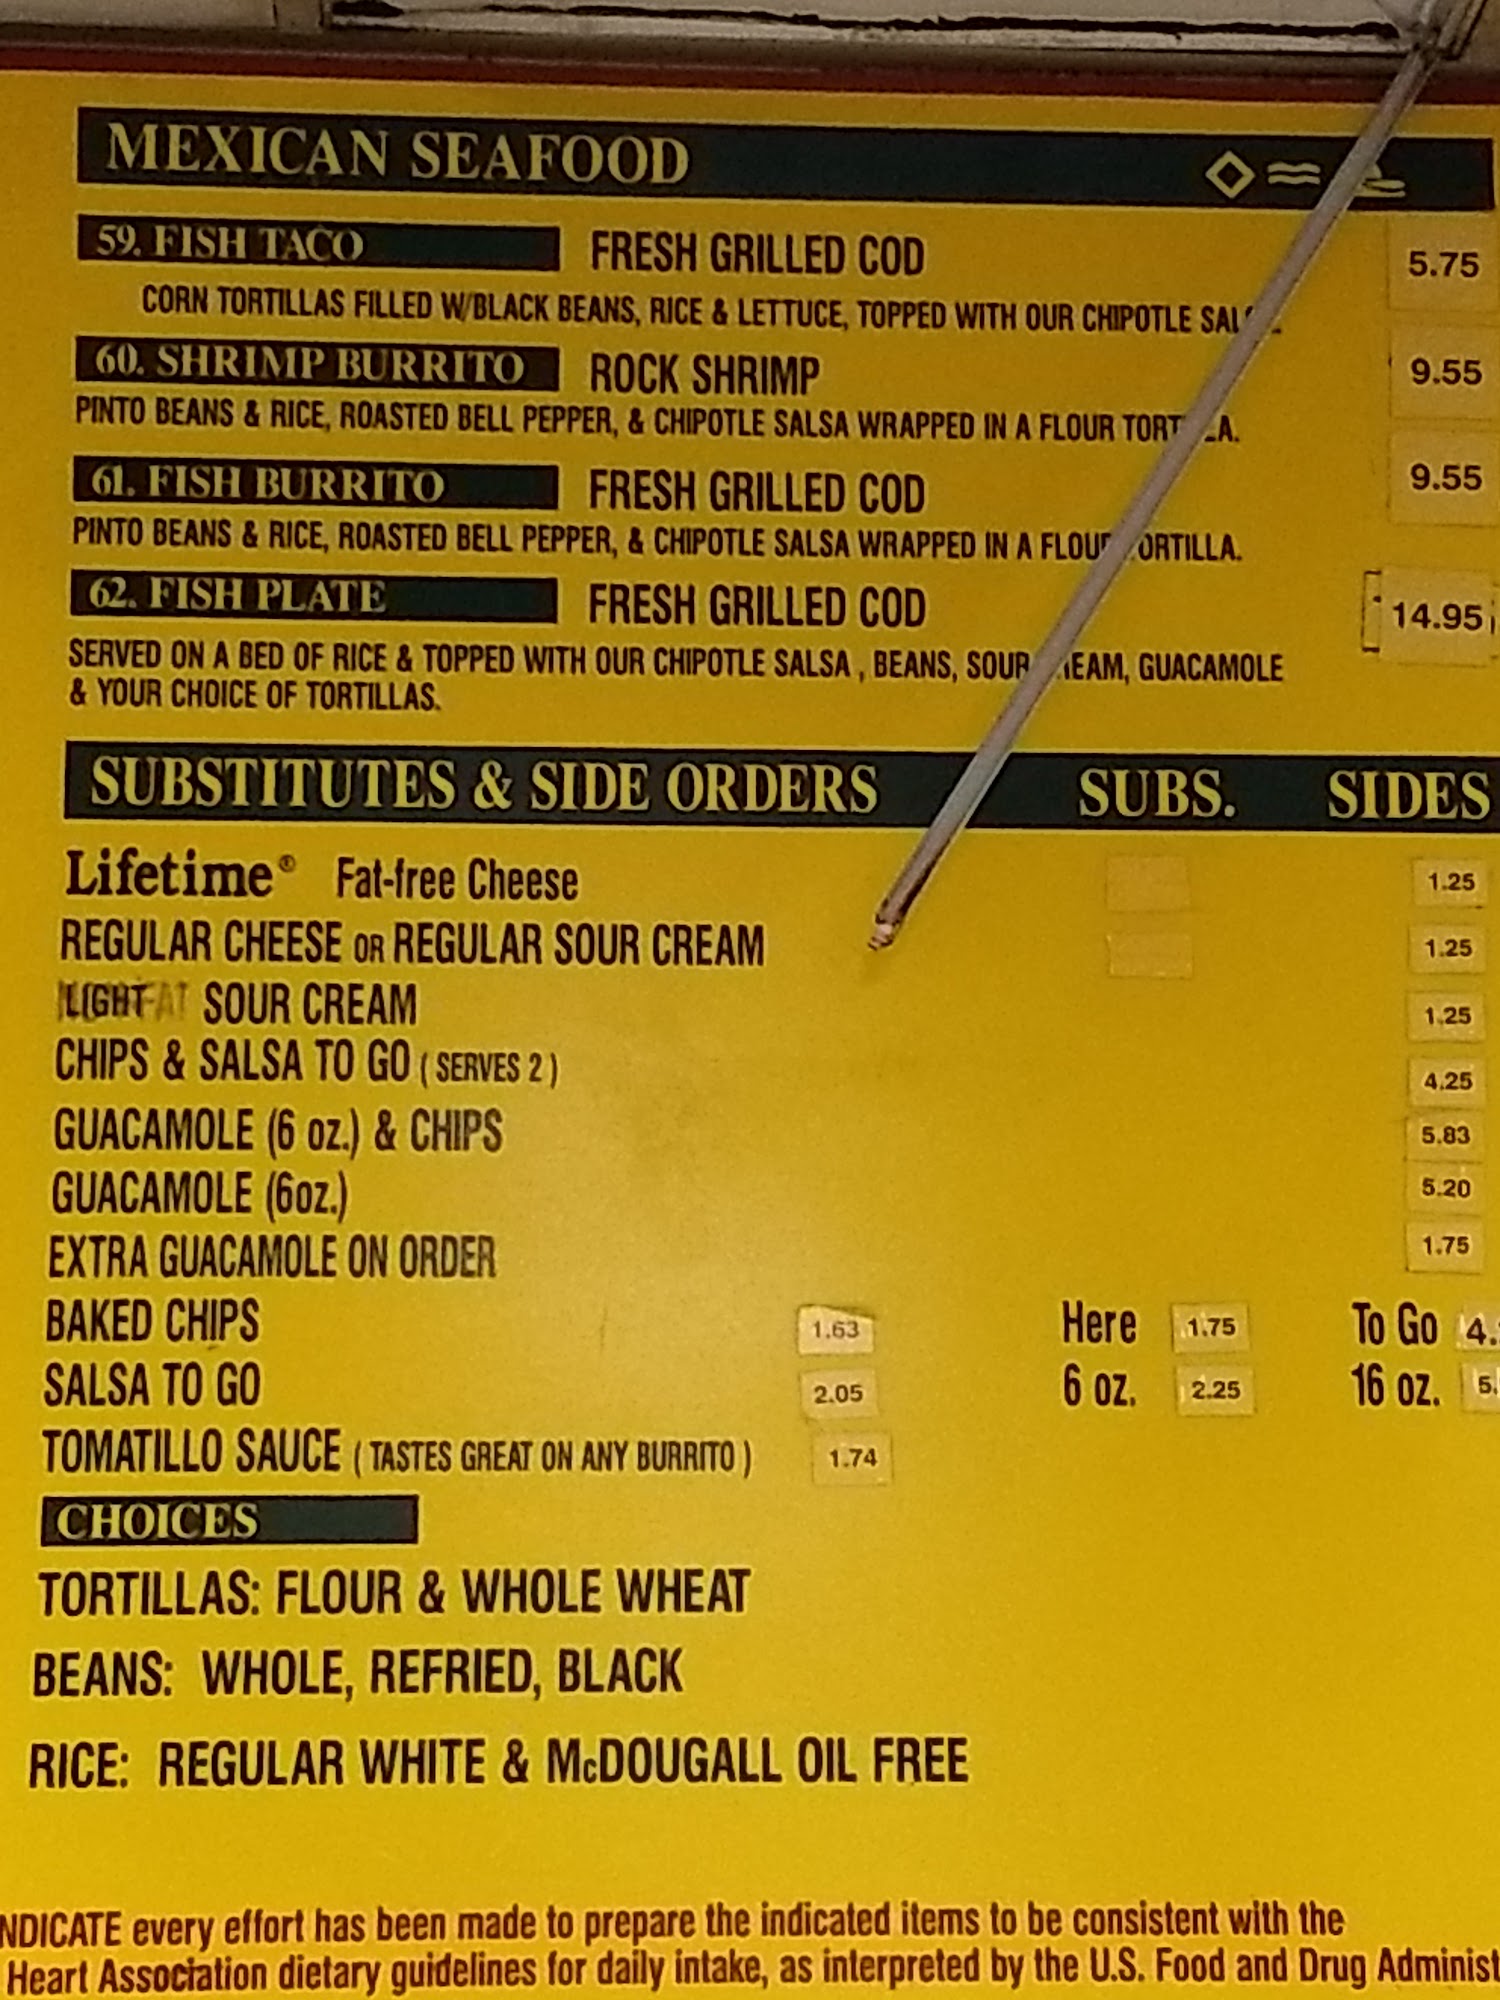 MEXICAN SEAFOOD
59. FISH TACO FRESH GRILLED COD 5.75
CORN TORTILLAS FILLED W/BLACK BEANS, RICE & LETTUCE, TOPPED WITH OUR CHIPOTLE
60. SHRIMP BURRITO ROCK SHRIMP 9.55
PINTO BEANS & RICE, ROASTED BELL PEPPER, & CHIPOTLE SALSA WRAPPED IN A FLOUR
61. FISH BURRITO FRESH GRILLED COD 9.55
PINTO BEANS & RICE, ROASTED BELL PEPPER, & CHIPOTLE SALSA WRAPPED IN A FLOUR TORTILLA.
62. FISH PLATE FRESH GRILLED COD 14.95
SERVED ON A BED OF RICE & TOPPED WITH OUR CHIPOTLE SALSA , BEANS, SOUR CREAM, GUACAMOLE
& YOUR CHOICE OF TORTILLAS.
SUBSTITUTES & SIDE ORDERS SUBS. SIDES
Lifetime® Fat-free Cheese 1.25
REGULAR CHEESE OR REGULAR SOUR CREAM 1.25
LIGHT SOUR CREAM 1.25
CHIPS & SALSA TO GO ( SERVES 2 ) 4.25
GUACAMOLE (6 oz.) & CHIPS 5.83
GUACAMOLE (6oz.) 5.20
EXTRA GUACAMOLE ON ORDER 1.75
BAKED CHIPS 1.63 Here 1.75 To Go 4.
SALSA TO GO 2.05 6 oz. 2.25 16 oz. 5.
TOMATILLO SAUCE ( TASTES GREAT ON ANY BURRITO ) 1.74
CHOICES
TORTILLAS: FLOUR & WHOLE WHEAT
BEANS: WHOLE, REFRIED, BLACK
RICE: REGULAR WHITE & McDOUGALL OIL FREE
NDICATE every effort has been made to prepare the indicated items to be consistent with the
Heart Association dietary guidelines for daily intake, as interpreted by the U.S. Food and Drug Administ